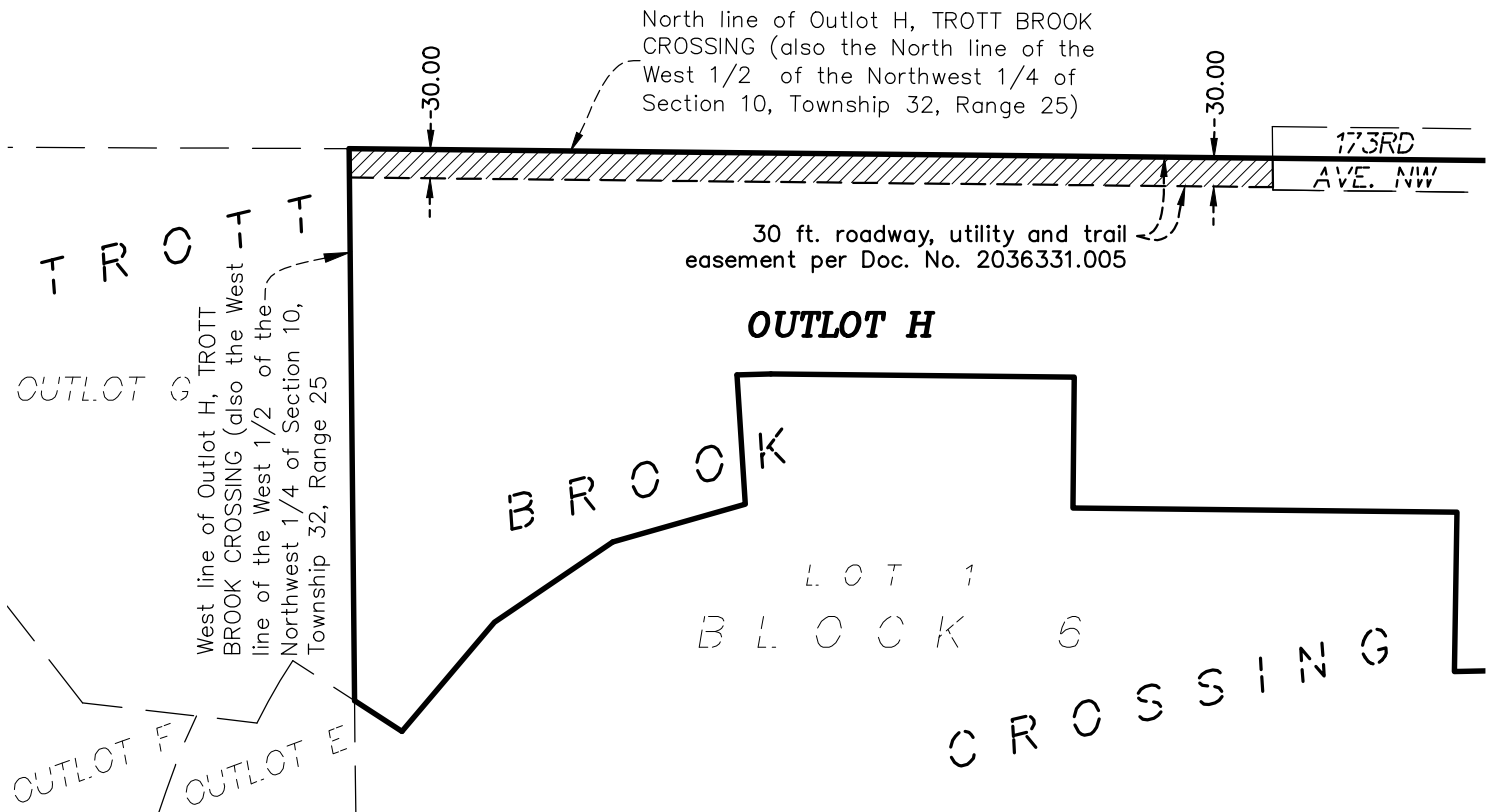 North line of Outlot H, TROTT BROOK
CROSSING (also the North line of the
West 1/2 of the Northwest 1/4 of
Section 10, Township 32, Range 25)
30.00
30.00
173RD
AVE. NW
TROTT
30 ft. roadway, utility and trail
easement per Doc. No. 2036331.005
OUTLOT H
OUTLOT G
West line of Outlot H, TROTT
BROOK CROSSING (also the West
line of the West 1/2 of the
Northwest 1/4 of Section 10,
Township 32, Range 25
BROOK
LOT 1
BLOCK 6
CROSSING
OUTLOT F
OUTLOT E